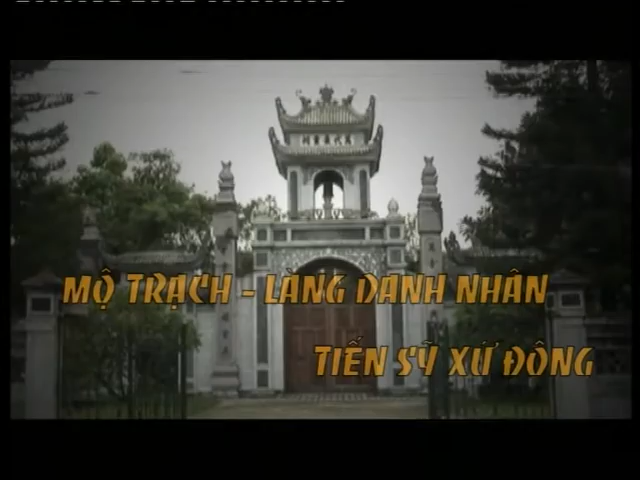 MỘ TRẠCH - LÀNG DANH NHÂN
TIẾN SỸ XỨ ĐÔNG